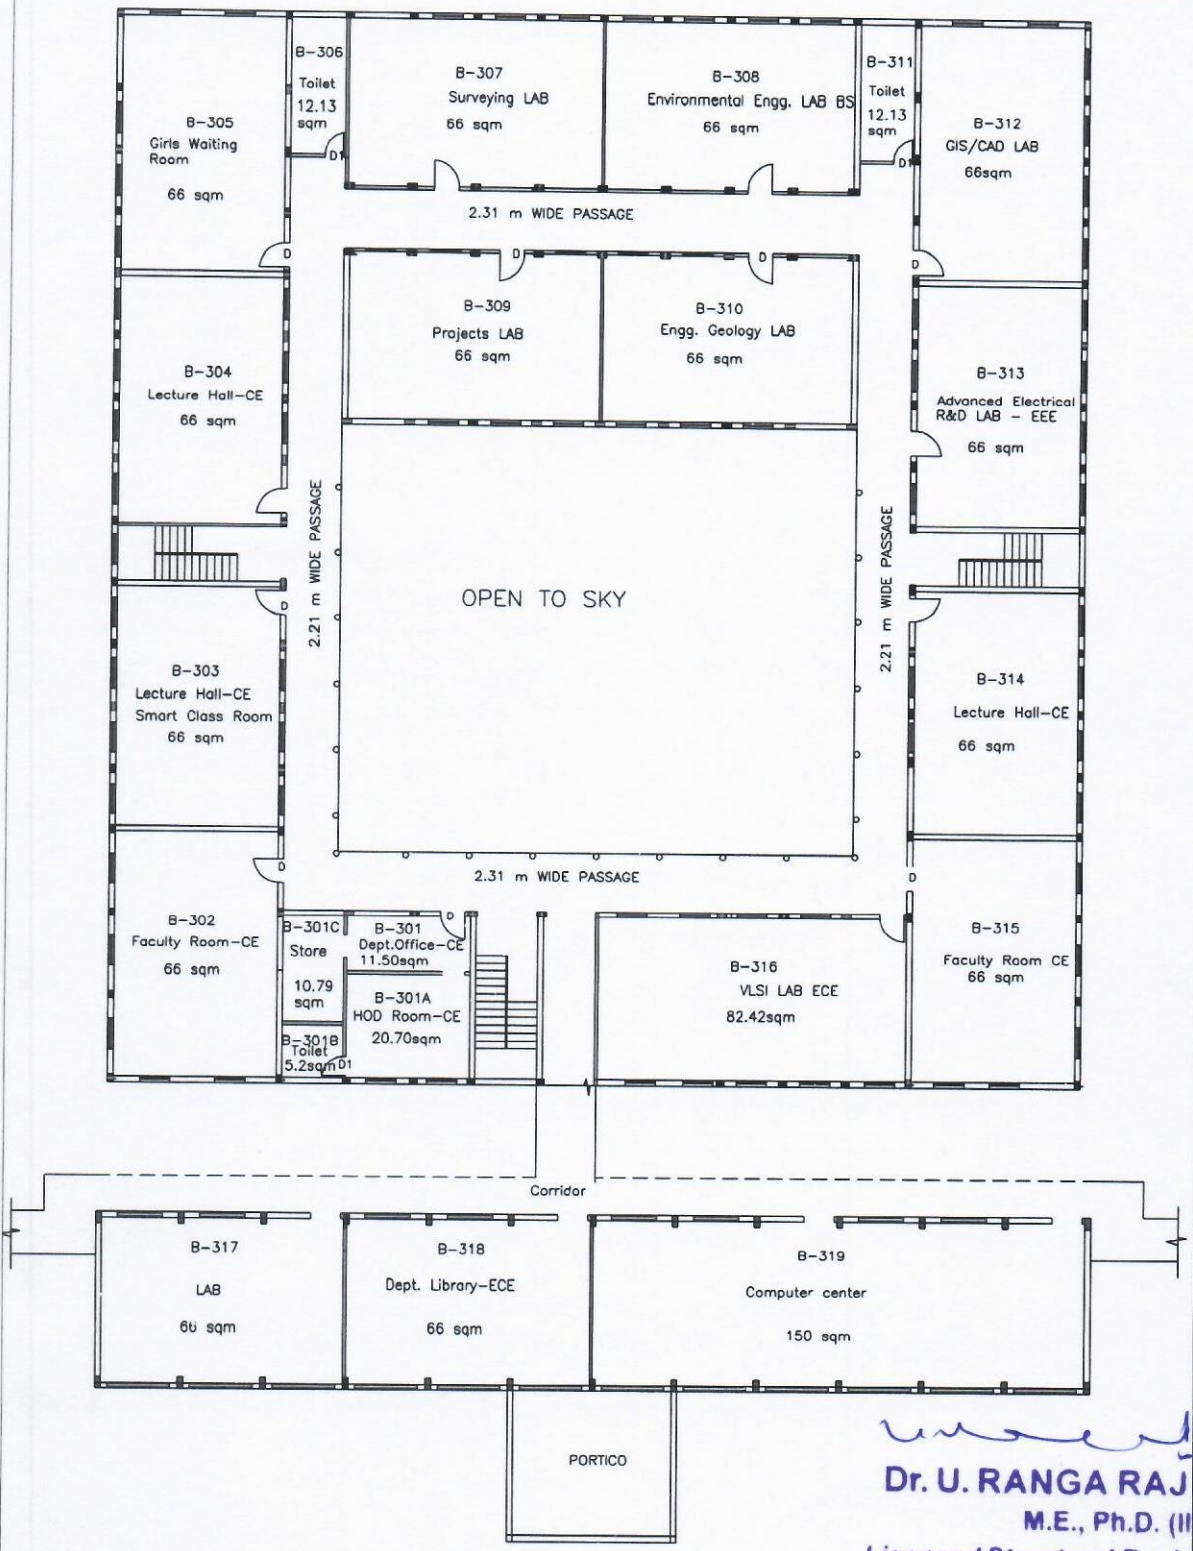 B-306
Toilet
12.13
sqm
D1
B-307
Surveying LAB
66 sqm
B-308
Environmental Engg. LAB BS
66 sqm
B-311
Toilet
12.13
sqm
D1
B-305
Girls Waiting
Room
66 sqm
D
B-312
GIS/CAD LAB
66sqm
D
2.31 m WIDE PASSAGE
D
D
B-309
Projects LAB
66 sqm
B-310
Engg. Geology LAB
66 sqm
B-304
Lecture Hall-CE
66 sqm
B-313
Advanced Electrical
R&D LAB - EEE
66 sqm
2.21 m WIDE PASSAGE
OPEN TO SKY
2.21 m WIDE PASSAGE
D
B-303
Lecture Hall-CE
Smart Class Room
66 sqm
B-314
Lecture Hall-CE
66 sqm
D
2.31 m WIDE PASSAGE
D
B-302
Faculty Room-CE
66 sqm
B-301C
Store
10.79
sqm
B-301
Dept.Office-CE
11.50sqm
D
B-301A
HOD Room-CE
20.70sqm
B-301B
Toilet
5.2sqm
D1
B-316
VLSI LAB ECE
82.42sqm
B-315
Faculty Room CE
66 sqm
Corridor
B-317
LAB
66 sqm
B-318
Dept. Library-ECE
66 sqm
B-319
Computer center
150 sqm
PORTICO
Dr. U. RANGA RAJ
M.E., Ph.D. (II